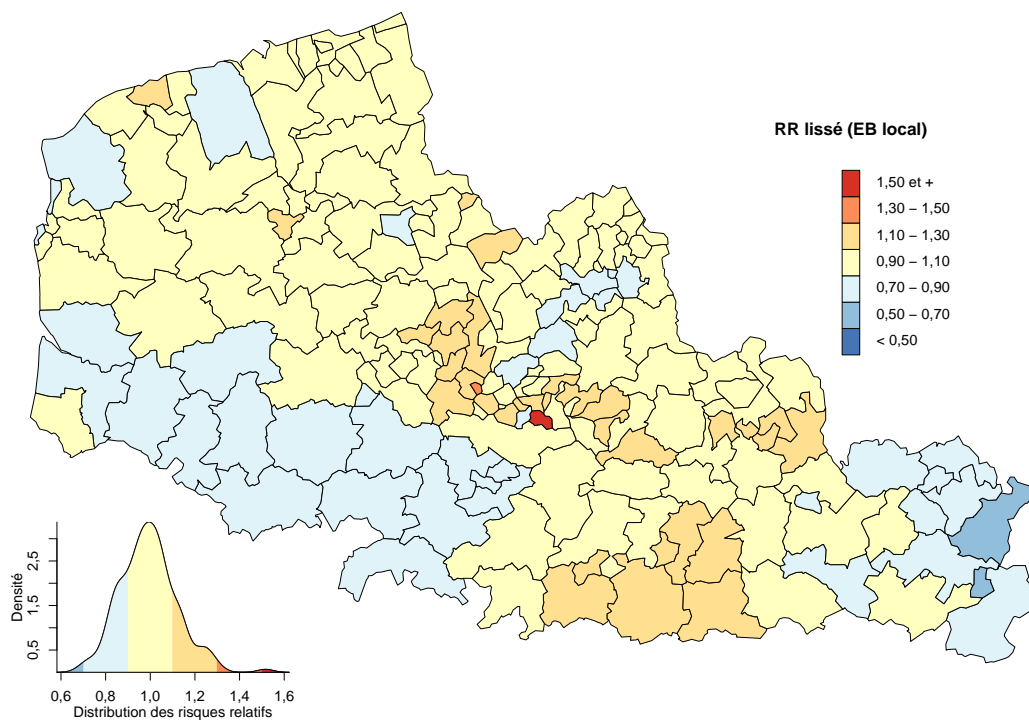 RR lissé (EB local)
1,50 et +
1,30 − 1,50
1,10 − 1,30
0,90 − 1,10
0,70 − 0,90
0,50 − 0,70
< 0,50
Densité
2,5
1,5
0,5
0,6 0,8 1,0 1,2 1,4 1,6
Distribution des risques relatifs